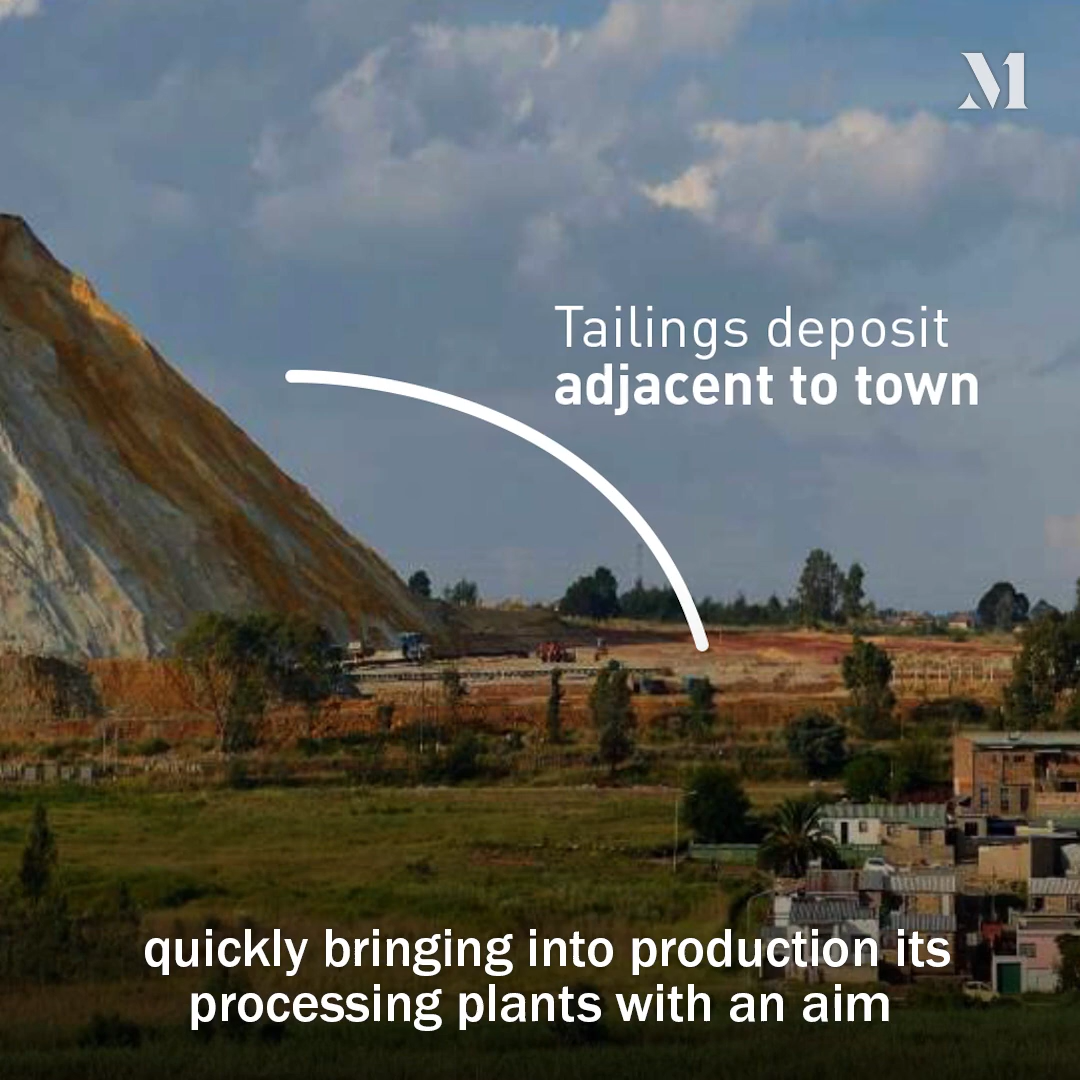 M
Tailings deposit
adjacent to town
quickly bringing into production its
processing plants with an aim